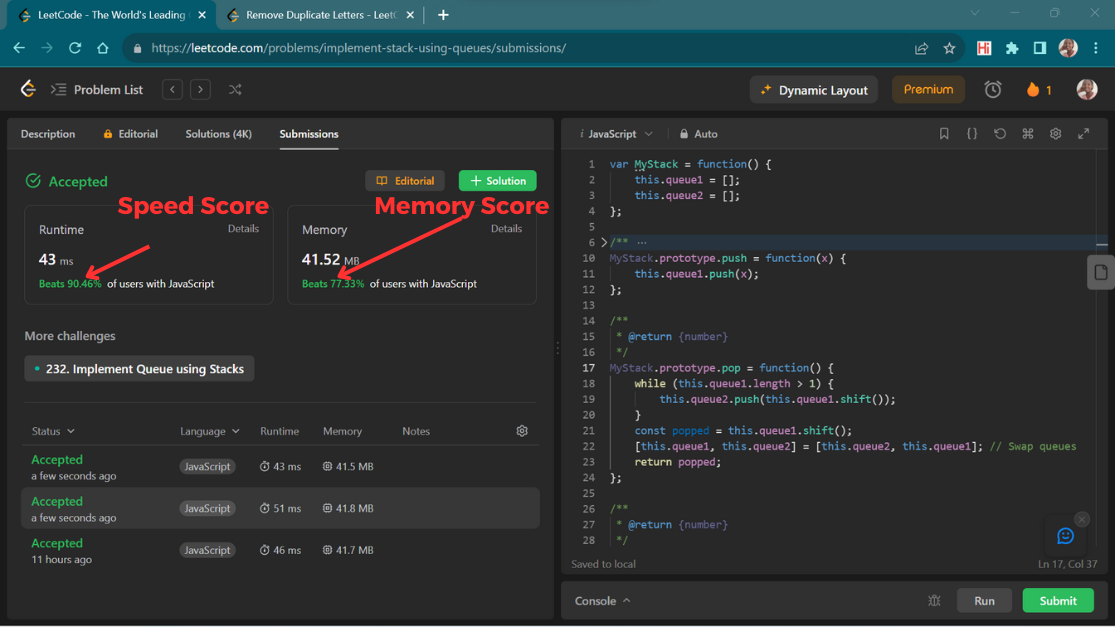 LeetCode - The World's Leading
Remove Duplicate Letters - LeetC
https://leetcode.com/problems/implement-stack-using-queues/submissions/
Hi
Problem List
Dynamic Layout
Premium
1
Description
Editorial
Solutions (4K)
Submissions
Accepted
Editorial
+ Solution
Speed Score
Memory Score
Runtime
Details
43 ms
Beats 90.46% of users with JavaScript
Memory
Details
41.52 MB
Beats 77.33% of users with JavaScript
More challenges
232. Implement Queue using Stacks
Status Language Runtime Memory Notes
Accepted
a few seconds ago
JavaScript 43 ms 41.5 MB
Accepted
a few seconds ago
JavaScript 51 ms 41.8 MB
Accepted
11 hours ago
JavaScript 46 ms 41.7 MB
i JavaScript
Auto
{}
1 var MyStack = function() {
2 this.queue1 = [];
3 this.queue2 = [];
4 };
5
6 /** ...
10 MyStack.prototype.push = function(x) {
11 this.queue1.push(x);
12 };
13
14 /**
15 * @return {number}
16 */
17 MyStack.prototype.pop = function() {
18 while (this.queue1.length > 1) {
19 this.queue2.push(this.queue1.shift());
20 }
21 const popped = this.queue1.shift();
22 [this.queue1, this.queue2] = [this.queue2, this.queue1]; // Swap queues
23 return popped;
24 };
25
26 /**
27 * @return {number}
28 */
Saved to local
Ln 17, Col 37
Console
Run
Submit